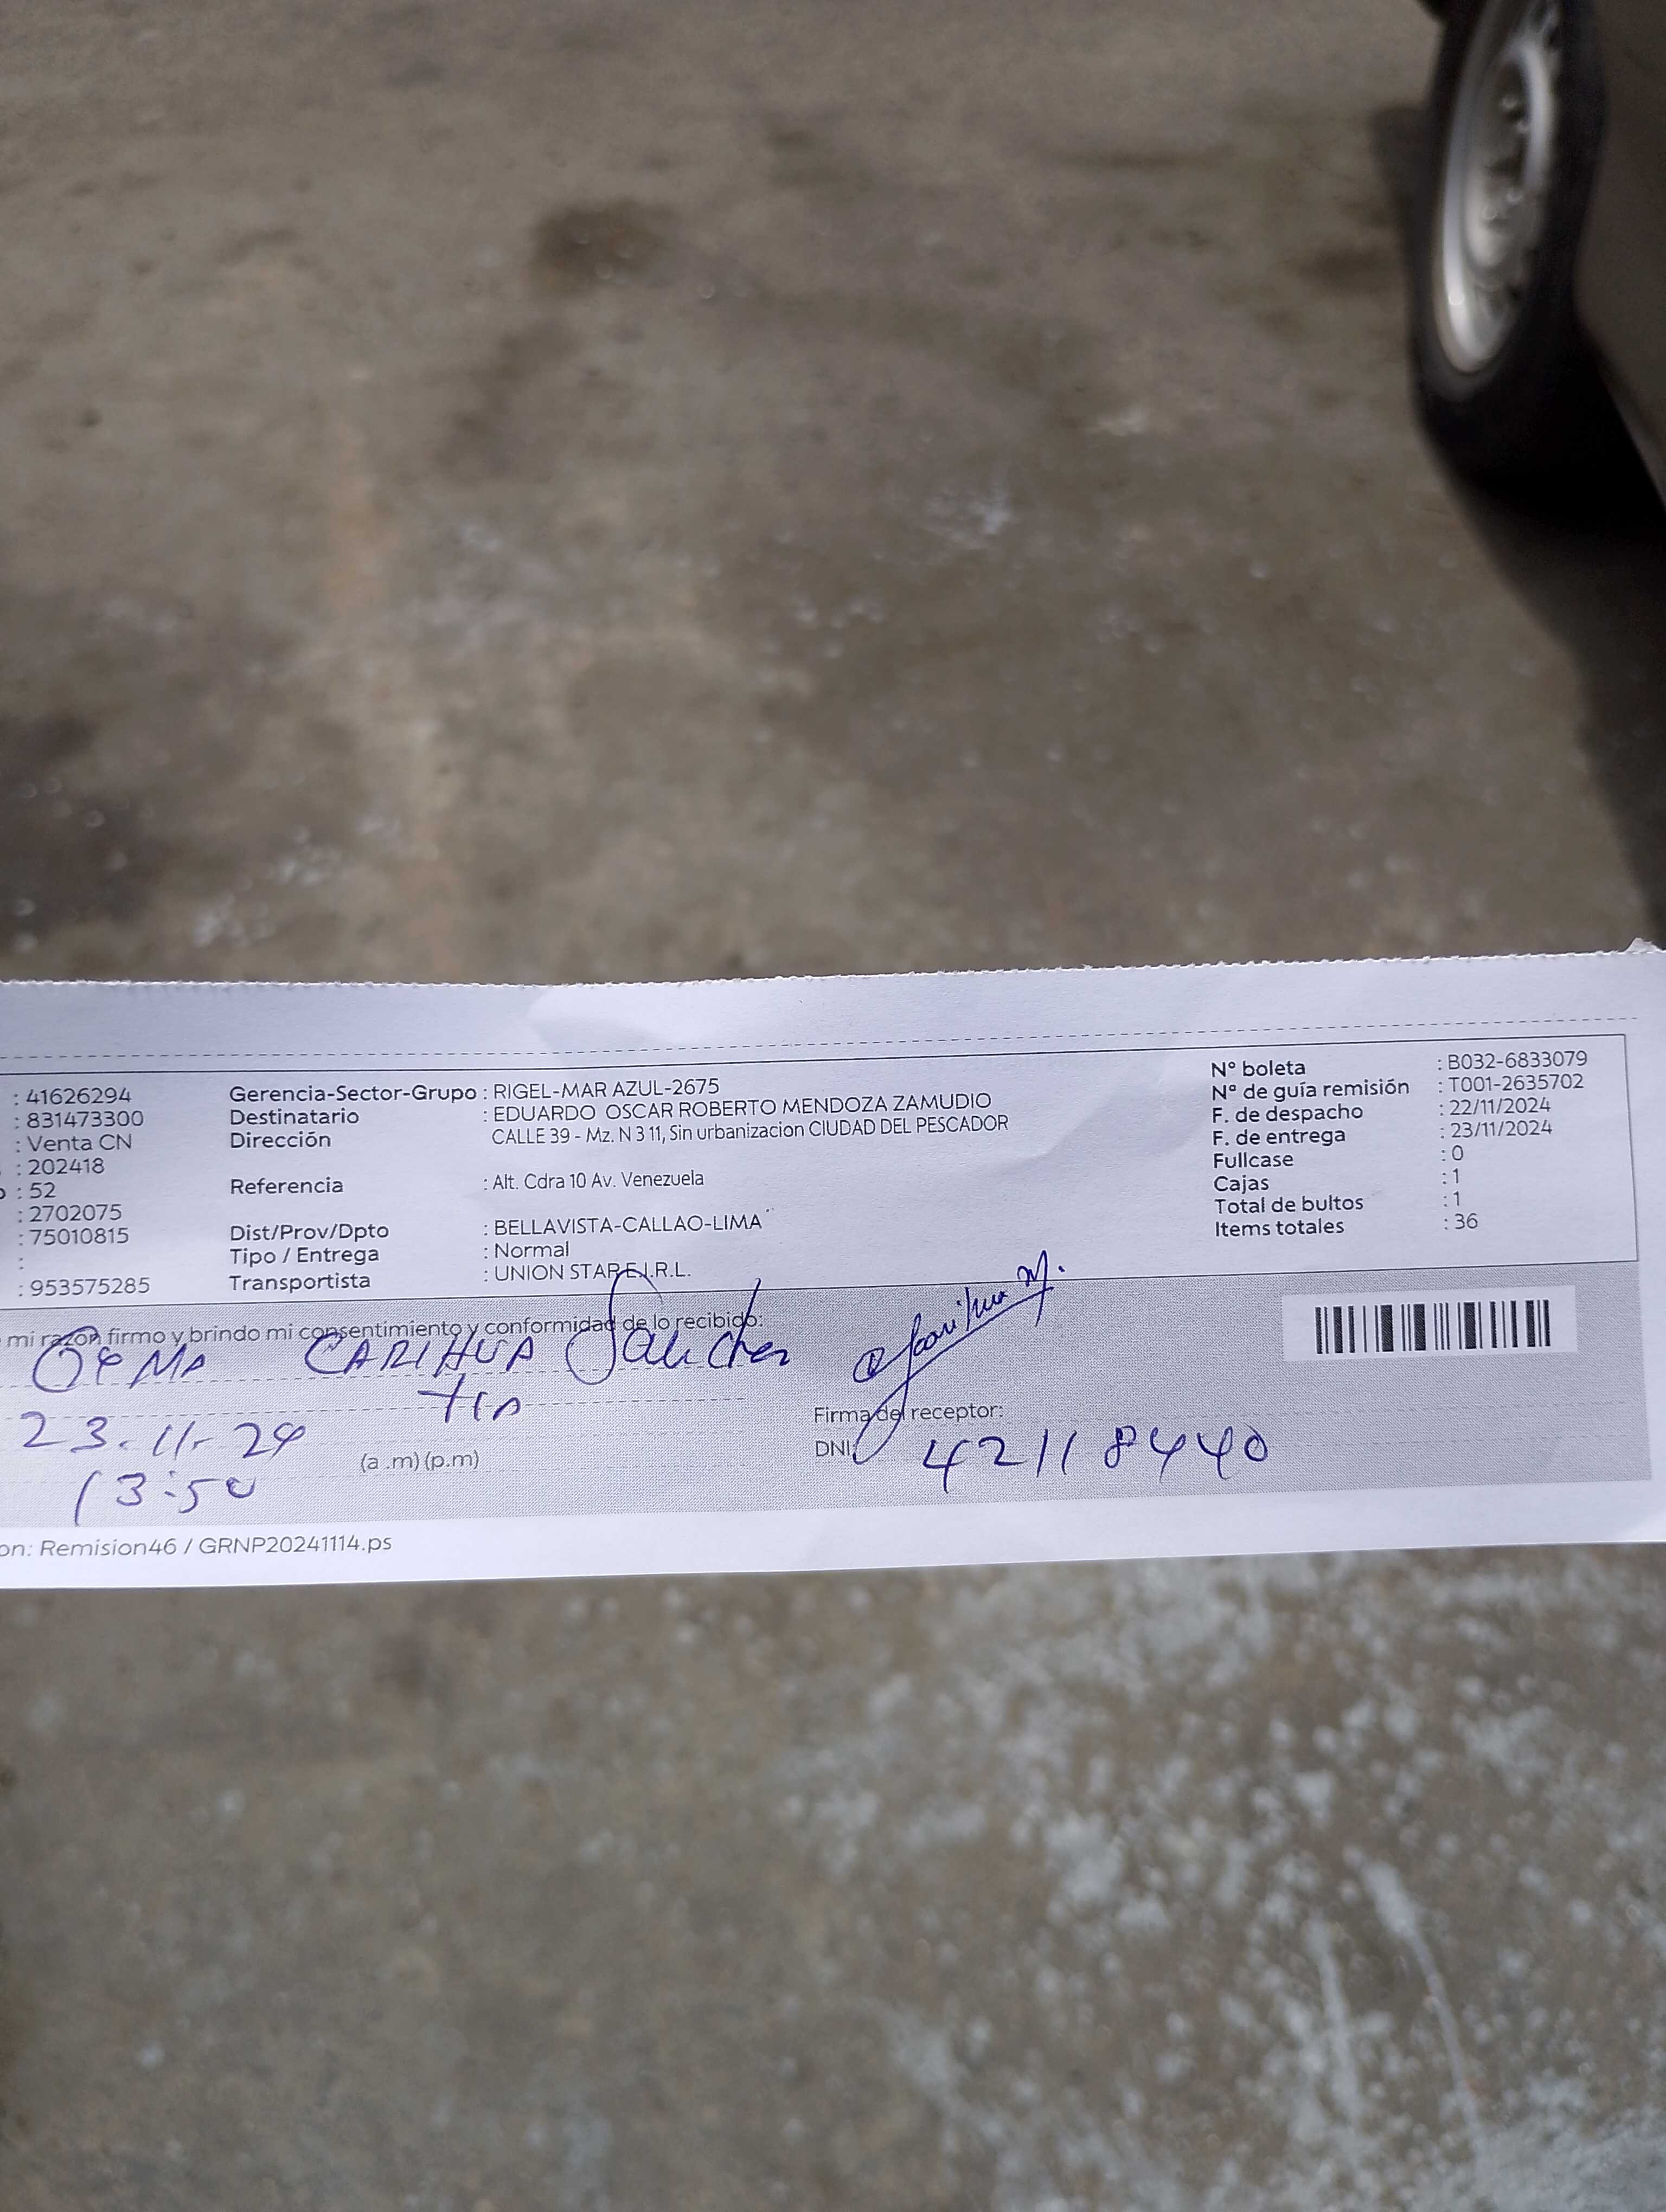 : 41626294 Gerencia-Sector-Grupo : RIGEL-MAR AZUL-2675 N° boleta : B032-6833079
: 831473300 Destinatario : EDUARDO OSCAR ROBERTO MENDOZA ZAMUDIO Nª de guía remisión : T001-2635702
: Venta CN Dirección CALLE 39 - Mz. N 3 11, Sin urbanizacion CIUDAD DEL PESCADOR F. de despacho : 22/11/2024
: 202418 F. de entrega : 23/11/2024
: 52 Referencia : Alt. Cdra 10 Av. Venezuela Fullcase : 0
: 2702075 Cajas : 1
: 75010815 Dist/Prov/Dpto : BELLAVISTA-CALLAO-LIMA Total de bultos : 1
: Tipo / Entrega : Normal Items totales : 36
: 953575285 Transportista : UNION STAR E.I.R.L.
mi razón firmo y brindo mi consentimiento y conformidad de lo recibido:
CARIHUA Sanchez
tia
Firma del receptor:
23.11.24
(a .m) (p.m) DNI: 42118440
13:50
on: Remision46 / GRNP20241114.ps